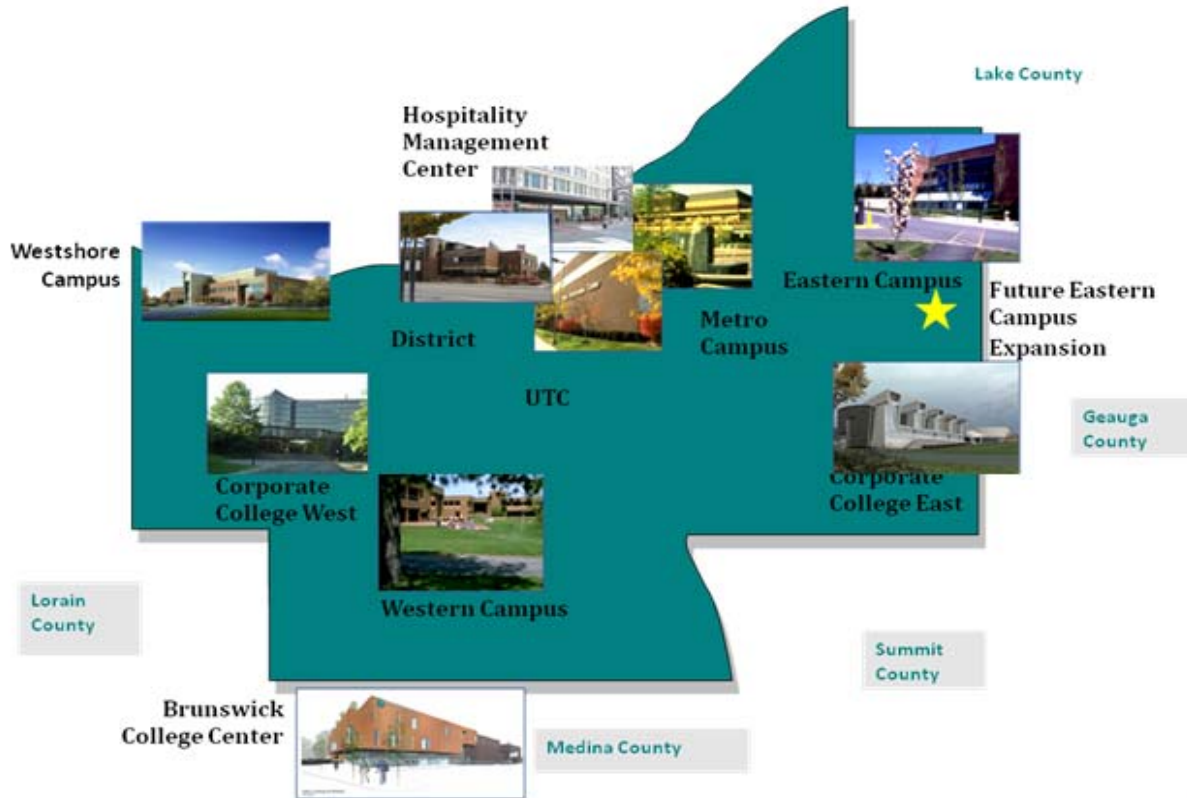 Lake County
Hospitality
Management
Center
Westshore
Campus
Eastern Campus
Future Eastern
Campus
Expansion
District
Metro
Campus
UTC
Geauga
County
Corporate
College West
Corporate
College East
Western Campus
Lorain
County
Summit
County
Brunswick
College Center
Medina County